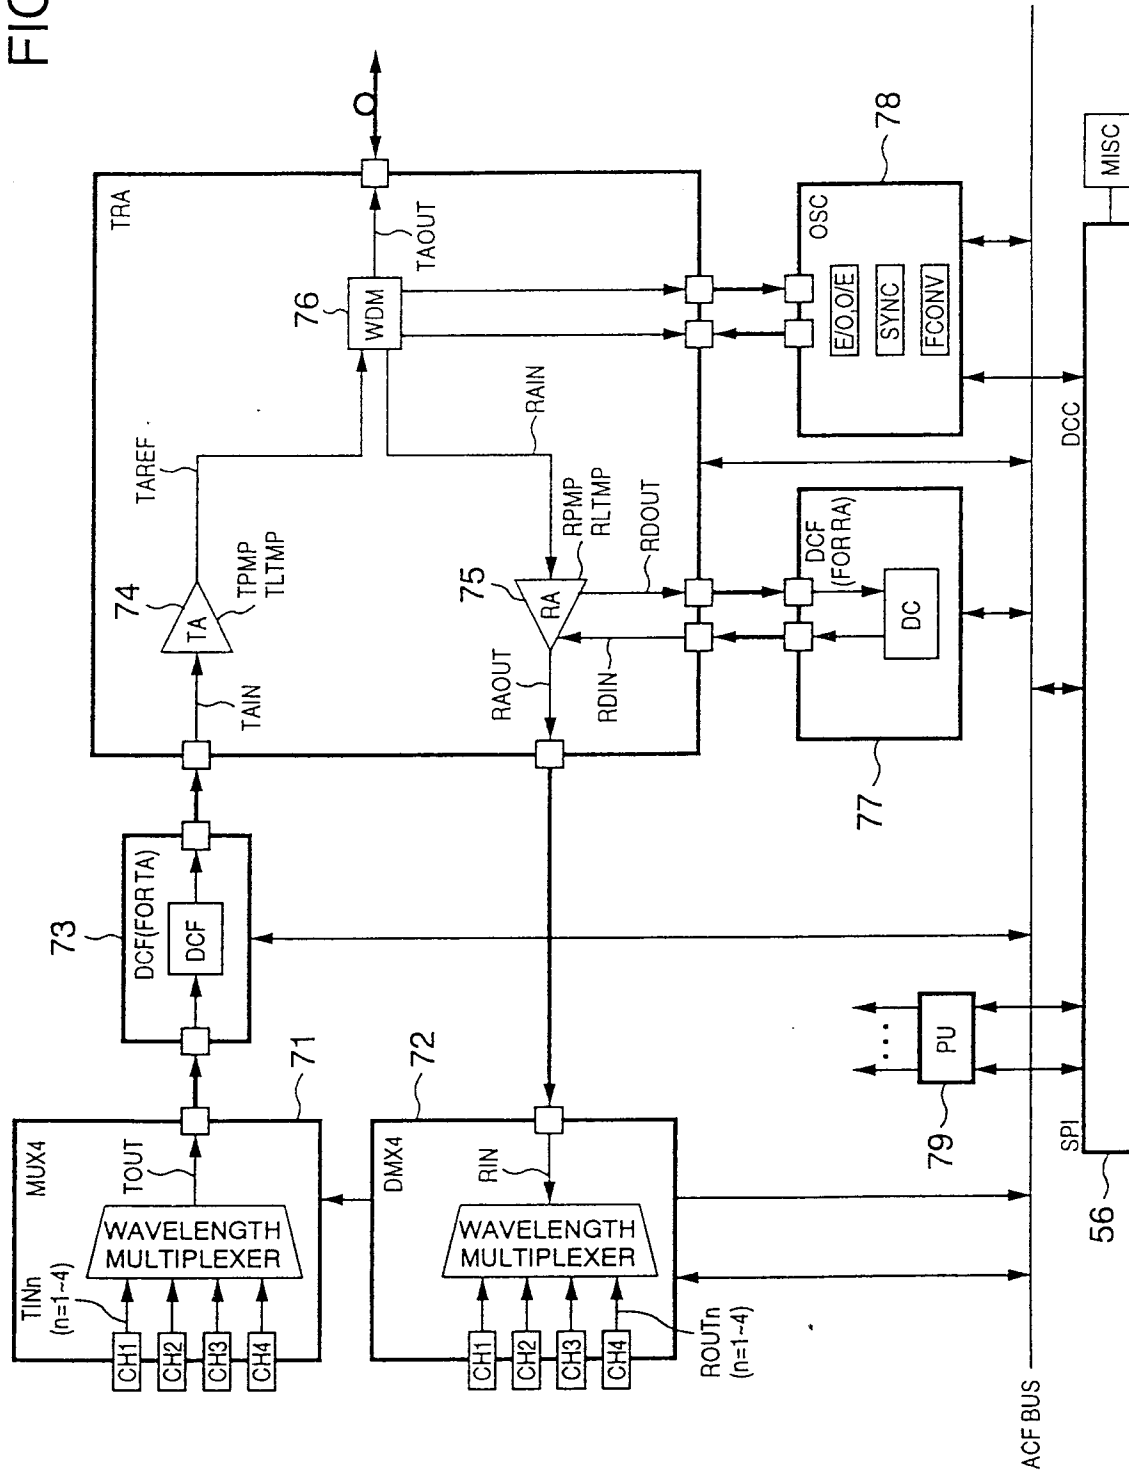 FIG
MUX4
TINn
(n=1~4)
CH1
CH2
CH3
CH4
WAVELENGTH
MULTIPLEXER
TOUT
71
73
DCF(FOR TA)
DCF
TRA
TAIN
TA
74
TPMP
TLTMP
TAREF
76
WDM
TAOUT
RAIN
75
RA
RPMP
RLTMP
RAOUT
RDIN
RDOUT
72
DMX4
RIN
WAVELENGTH
MULTIPLEXER
CH1
CH2
CH3
CH4
ROUTn
(n=1~4)
77
DCF
(FOR RA)
DC
78
OSC
E/O,O/E
SYNC
FCONV
79
PU
ACF BUS
56
SPI
DCC
MISC